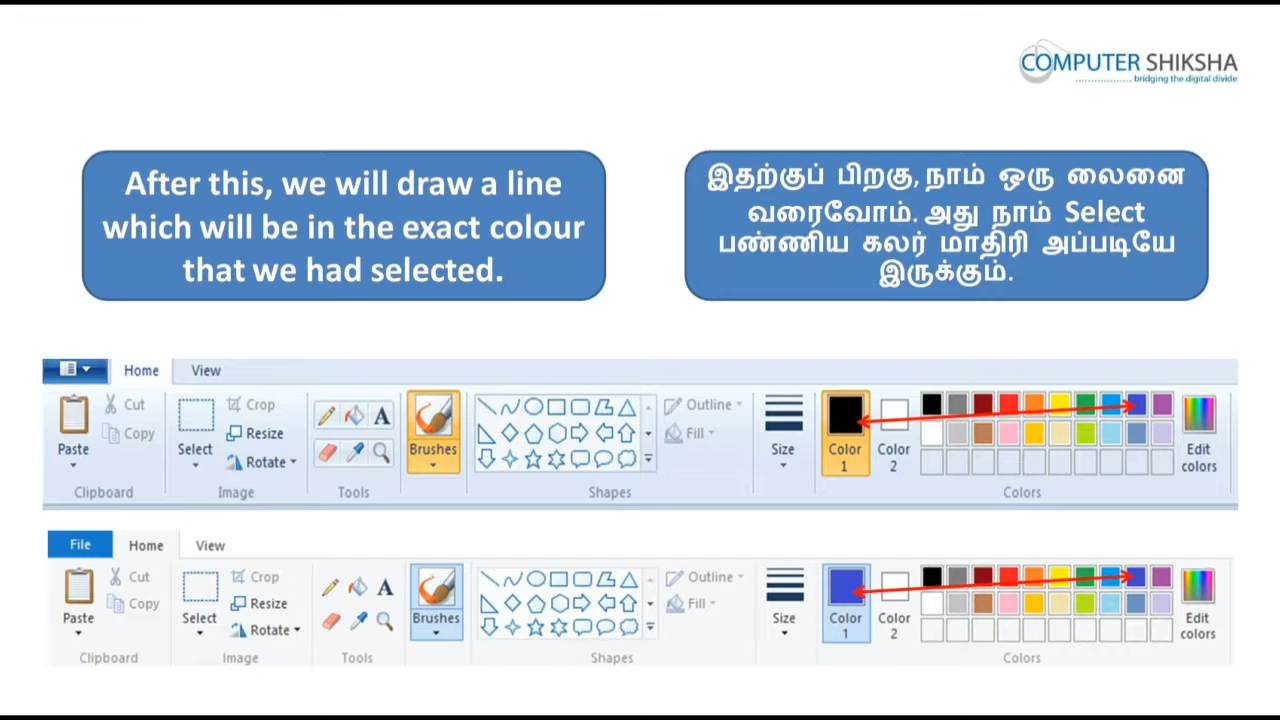 COMPUTER SHIKSHA
bridging the digital divide
After this, we will draw a line
which will be in the exact colour
that we had selected.
இதற்குப் பிறகு, நாம் ஒரு லைனை
வரைவோம். அது நாம் Select
பண்ணிய கலர் மாதிரி அப்படியே
இருக்கும்.
Home View
Paste Cut Copy Clipboard
Select Crop Resize Rotate Image
A Tools
Brushes
Shapes
Outline Fill
Size
Color 1
Color 2
Colors
Edit colors
File Home View
Paste Cut Copy Clipboard
Select Crop Resize Rotate Image
A Tools
Brushes
Shapes
Outline Fill
Size
Color 1
Color 2
Colors
Edit colors